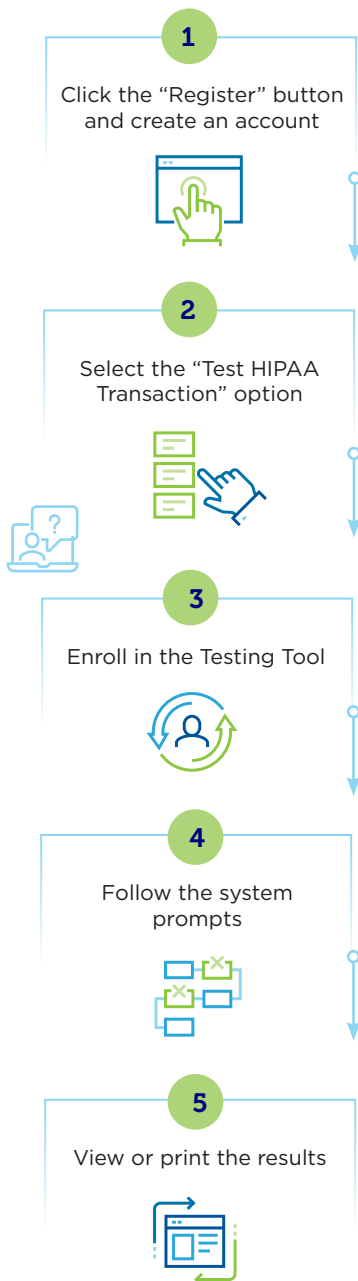 1
Click the “Register” button
and create an account
2
Select the “Test HIPAA
Transaction” option
?
3
Enroll in the Testing Tool
4
Follow the system
prompts
5
View or print the results